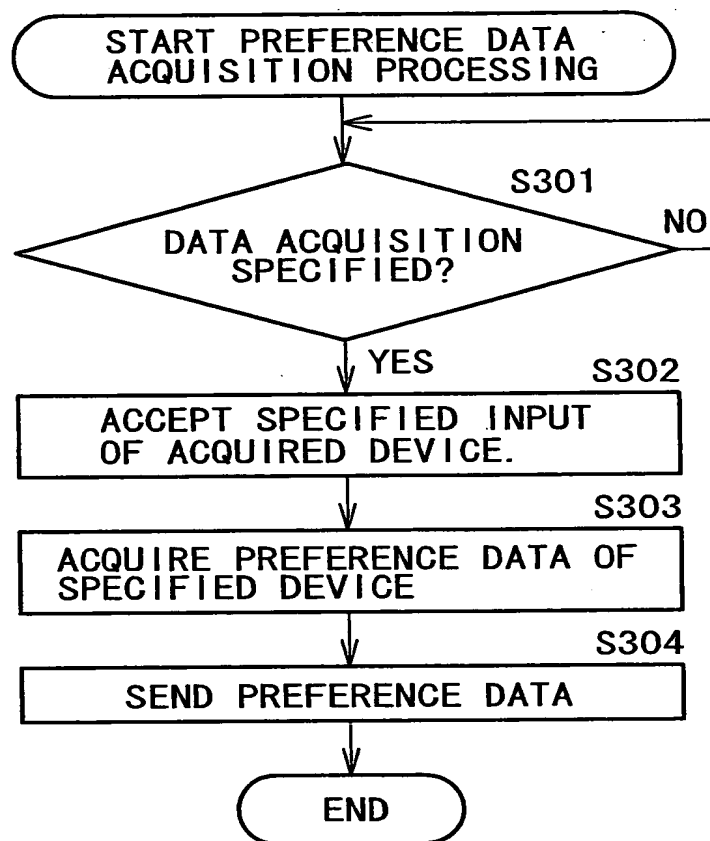 START PREFERENCE DATA
ACQUISITION PROCESSING
S301
DATA ACQUISITION
SPECIFIED?
NO
YES
S302
ACCEPT SPECIFIED INPUT
OF ACQUIRED DEVICE.
S303
ACQUIRE PREFERENCE DATA OF
SPECIFIED DEVICE
S304
SEND PREFERENCE DATA
END